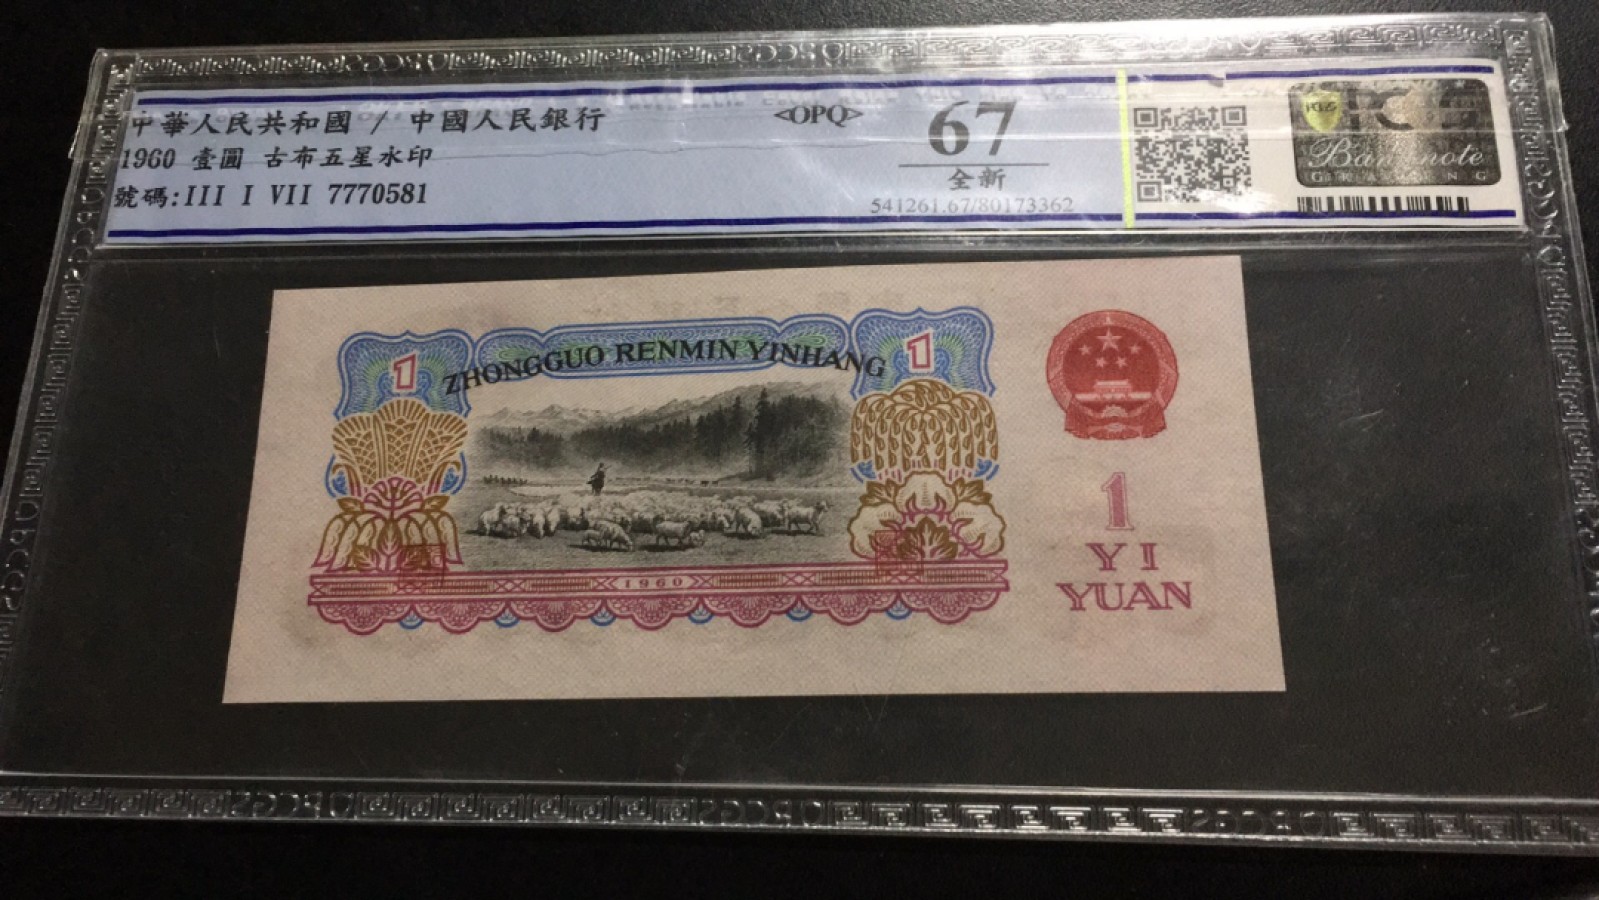 中華人民共和國 / 中國人民銀行
1960 壹圓 古布五星水印
號碼:III I VII 7770581
<OPQ>
67
全新
541261.67/80173362
PCGS
Banknote
GRADING
1
ZHONGGUO RENMIN YINHANG
1
1
YI
YUAN
1960